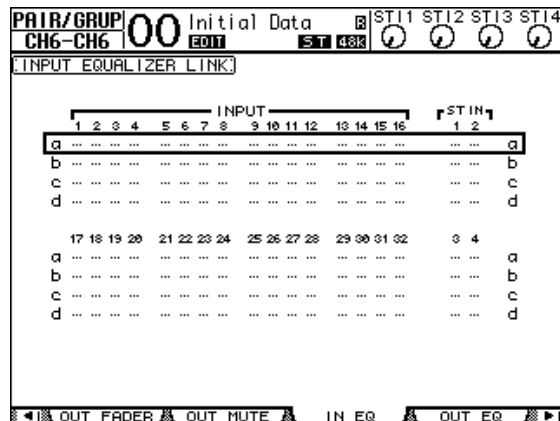 PAIR/GRUP 00 Initial Data R STI1 STI2 STI3 STI4
CH6-CH6 EDIT ST 48k
INPUT EQUALIZER LINK
INPUT ST IN
1 2 3 4 5 6 7 8 9 10 11 12 13 14 15 16 1 2
a a
b b
c c
d d
17 18 19 20 21 22 23 24 25 26 27 28 29 30 31 32 3 4
a a
b b
c c
d d
OUT FADER OUT MUTE IN EQ OUT EQ